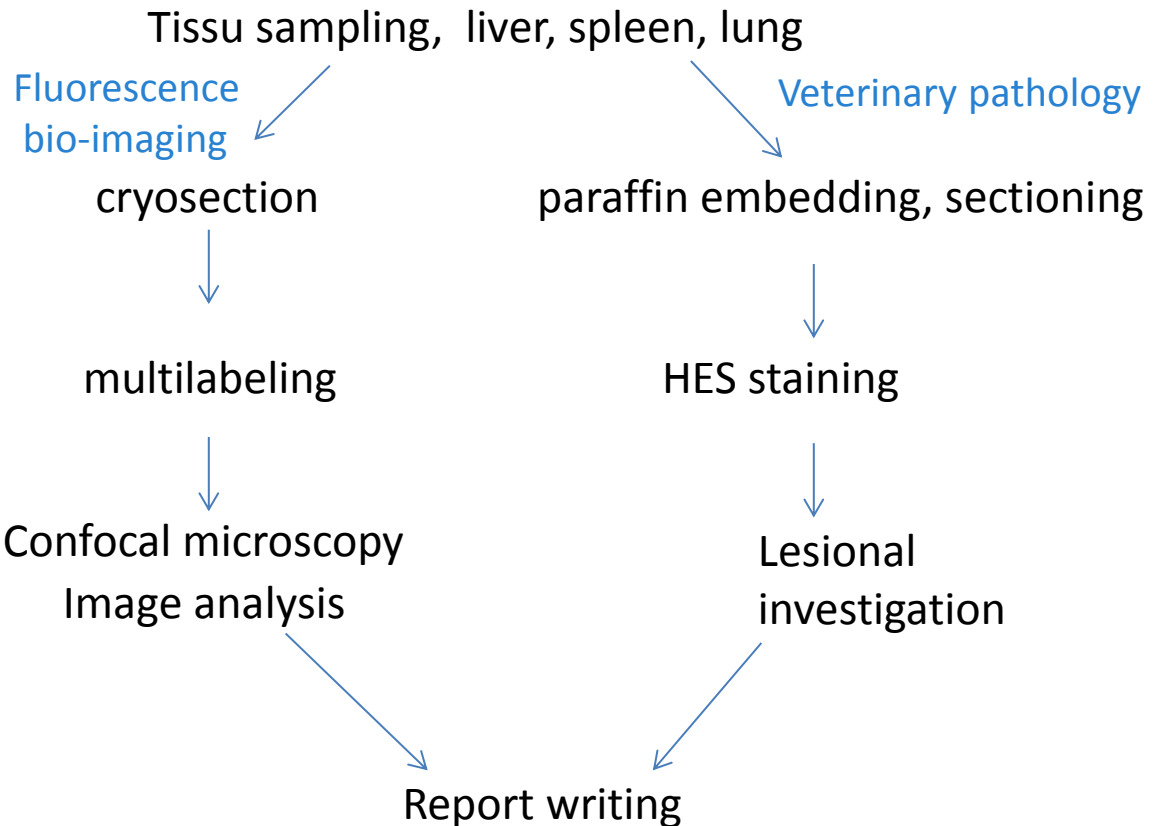 Tissu sampling, liver, spleen, lung
Fluorescence
bio-imaging
Veterinary pathology
cryosection
paraffin embedding, sectioning
multilabeling
HES staining
Confocal microscopy
Image analysis
Lesional
investigation
Report writing